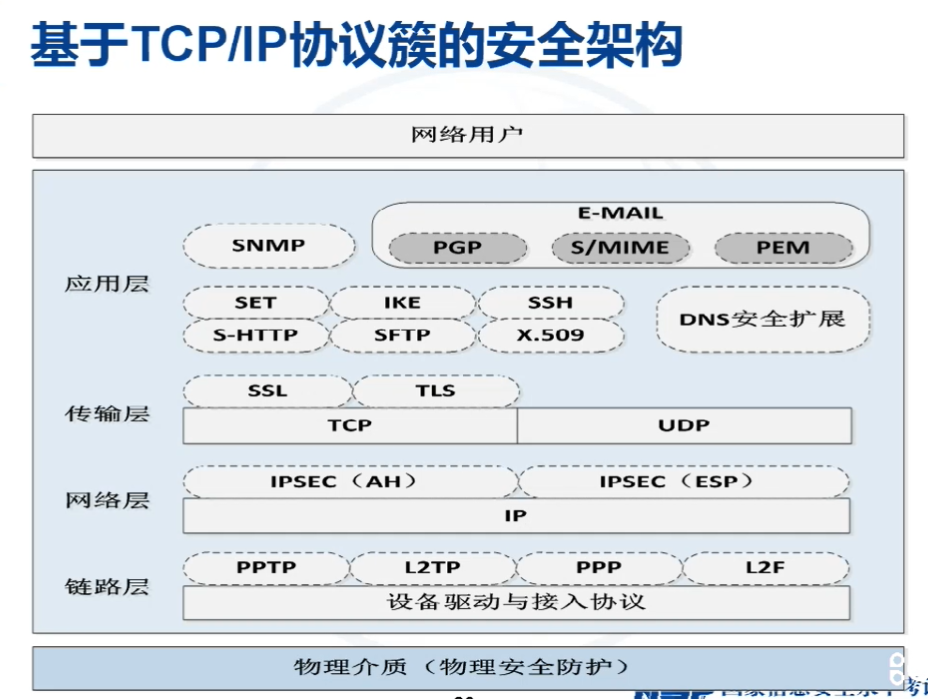 基于TCP/IP协议簇的安全架构
网络用户
E-MAIL
SNMP
PGP
S/MIME
PEM
应用层
SET
IKE
SSH
S-HTTP
SFTP
X.509
DNS安全扩展
SSL
TLS
传输层
TCP
UDP
IPSEC（AH）
IPSEC（ESP）
网络层
IP
PPTP
L2TP
PPP
L2F
链路层
设备驱动与接入协议
物理介质（物理安全防护）